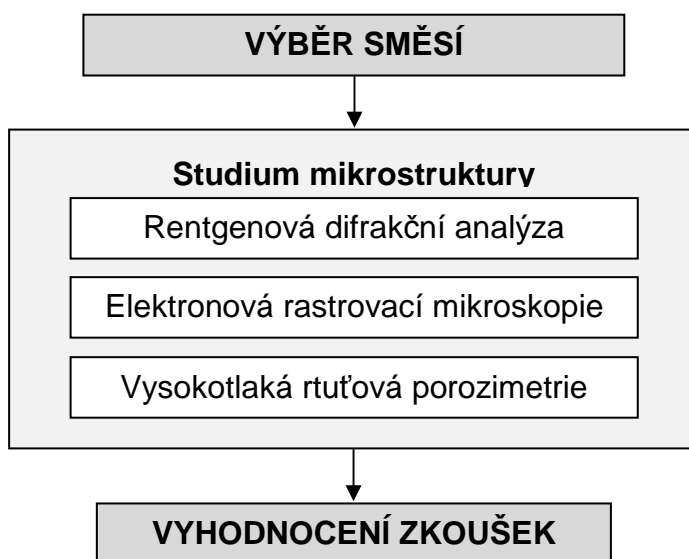 VÝBĚR SMĚSÍ
Studium mikrostruktury
Rentgenová difrakční analýza
Elektronová rastrovací mikroskopie
Vysokotlaká rtuťová porozimetrie
VYHODNOCENÍ ZKOUŠEK